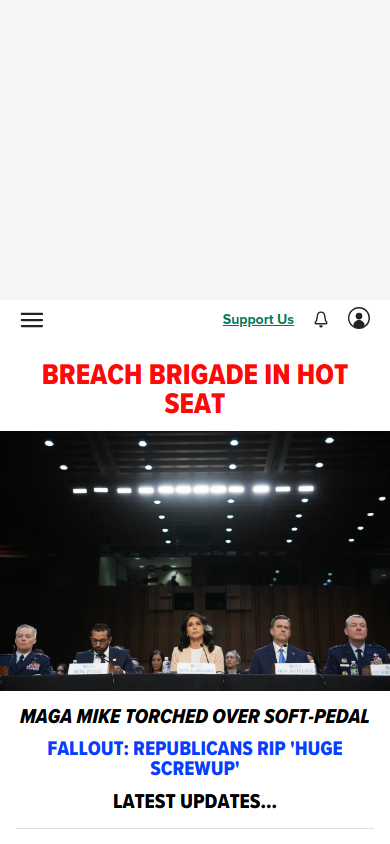 Support Us
BREACH BRIGADE IN HOT
SEAT
MAGA MIKE TORCHED OVER SOFT-PEDAL
FALLOUT: REPUBLICANS RIP 'HUGE
SCREWUP'
LATEST UPDATES...